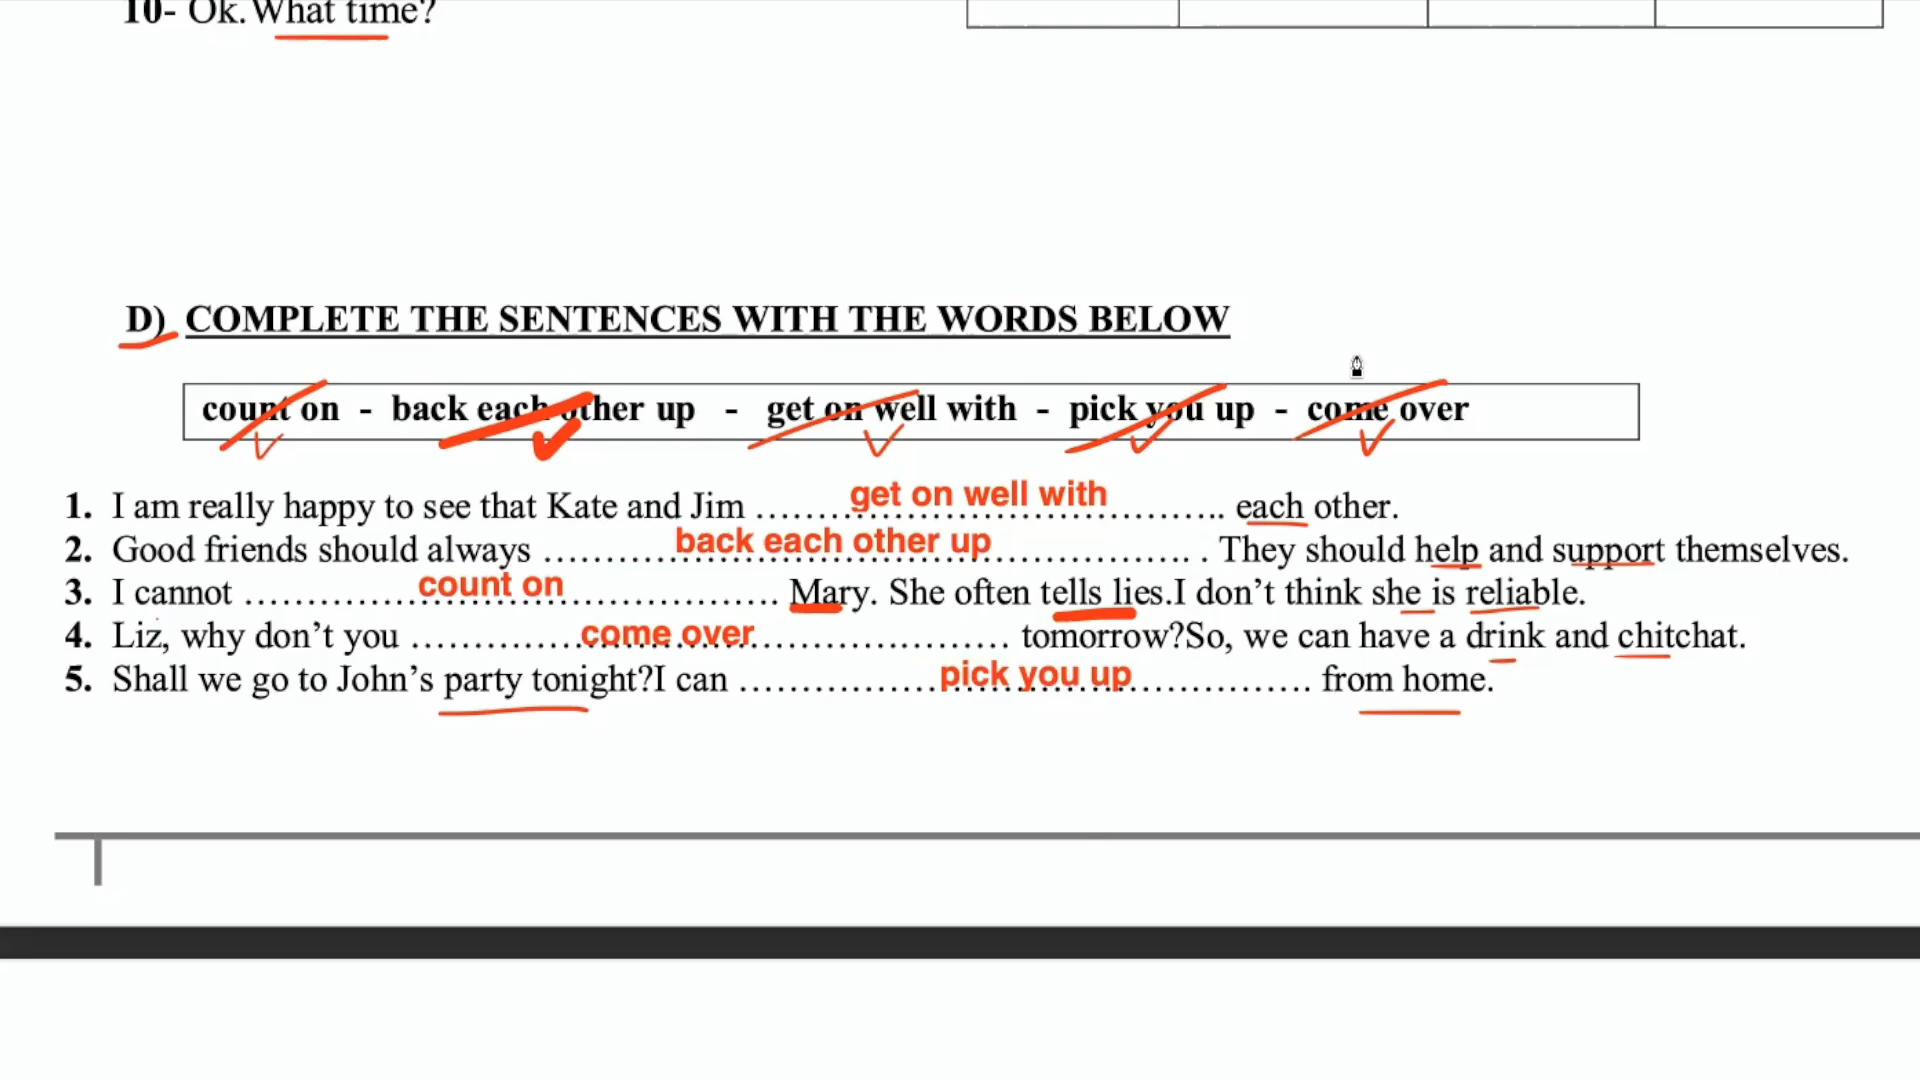 10- Ok. What time?
D) COMPLETE THE SENTENCES WITH THE WORDS BELOW
count on - back each other up - get on well with - pick you up - come over
1. I am really happy to see that Kate and Jim ……get on well with…….. each other.
2. Good friends should always ………back each other up………. . They should help and support themselves.
3. I cannot ………count on………. Mary. She often tells lies.I don’t think she is reliable.
4. Liz, why don’t you ………come over………. tomorrow?So, we can have a drink and chitchat.
5. Shall we go to John’s party tonight?I can ………pick you up………. from home.